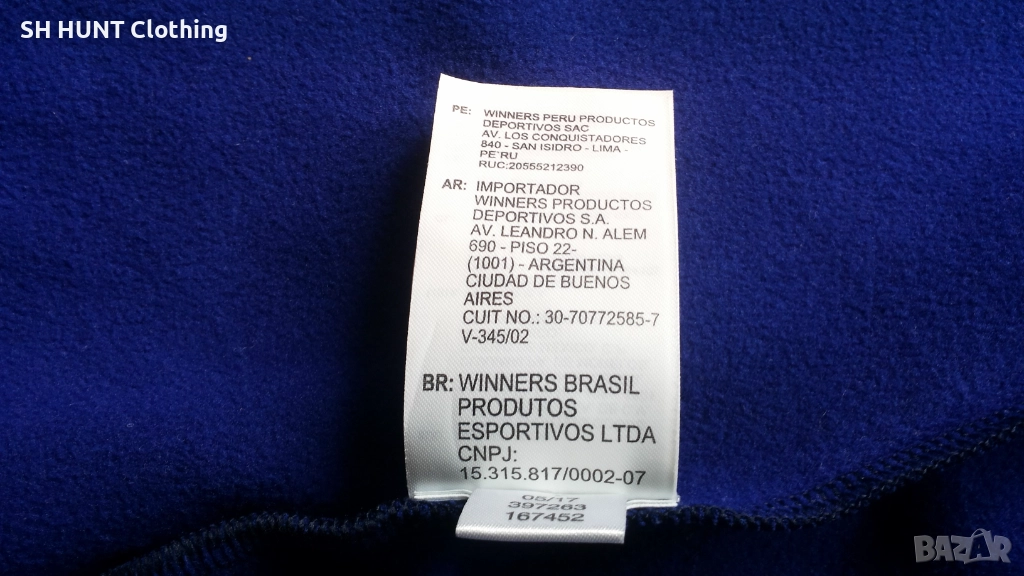 SH HUNT Clothing
PE: WINNERS PERU PRODUCTOS
DEPORTIVOS SAC
AV. LOS CONQUISTADORES
840 - SAN ISIDRO - LIMA -
PE´RU
RUC:20555212390
AR: IMPORTADOR
WINNERS PRODUCTOS
DEPORTIVOS S.A.
AV. LEANDRO N. ALEM
690 - PISO 22-
(1001) - ARGENTINA
CIUDAD DE BUENOS
AIRES
CUIT NO.: 30-70772585-7
V-345/02
BR: WINNERS BRASIL
PRODUTOS
ESPORTIVOS LTDA
CNPJ:
15.315.817/0002-07
05/17
397263
167452
BAZAR